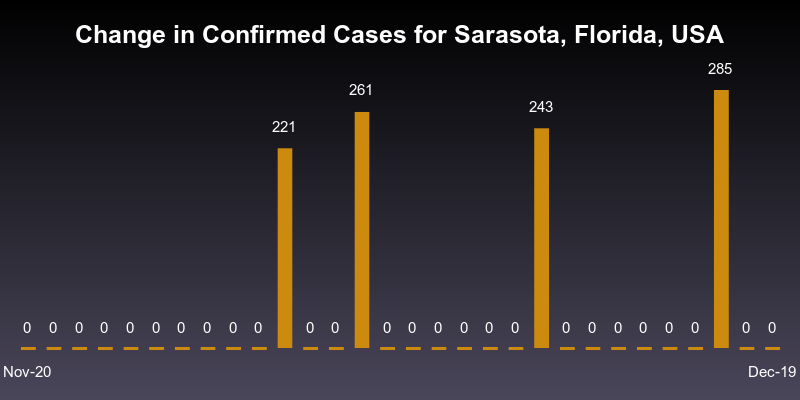 Change in Confirmed Cases for Sarasota, Florida, USA
0 0 0 0 0 0 0 0 0 0 221 0 0 261 0 0 0 0 0 0 243 0 0 0 0 0 0 285 0 0
Nov-20 Dec-19